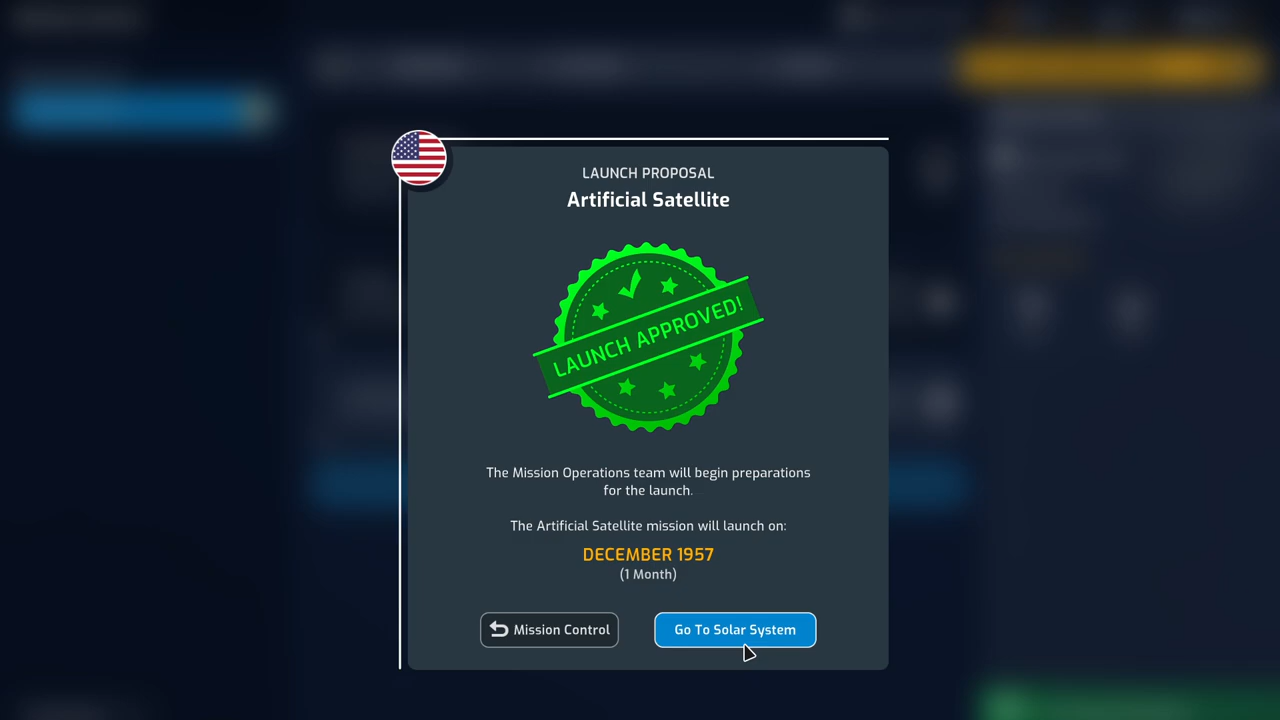 LAUNCH PROPOSAL
Artificial Satellite
LAUNCH APPROVED!
The Mission Operations team will begin preparations
for the launch.
The Artificial Satellite mission will launch on:
DECEMBER 1957
(1 Month)
Mission Control
Go To Solar System